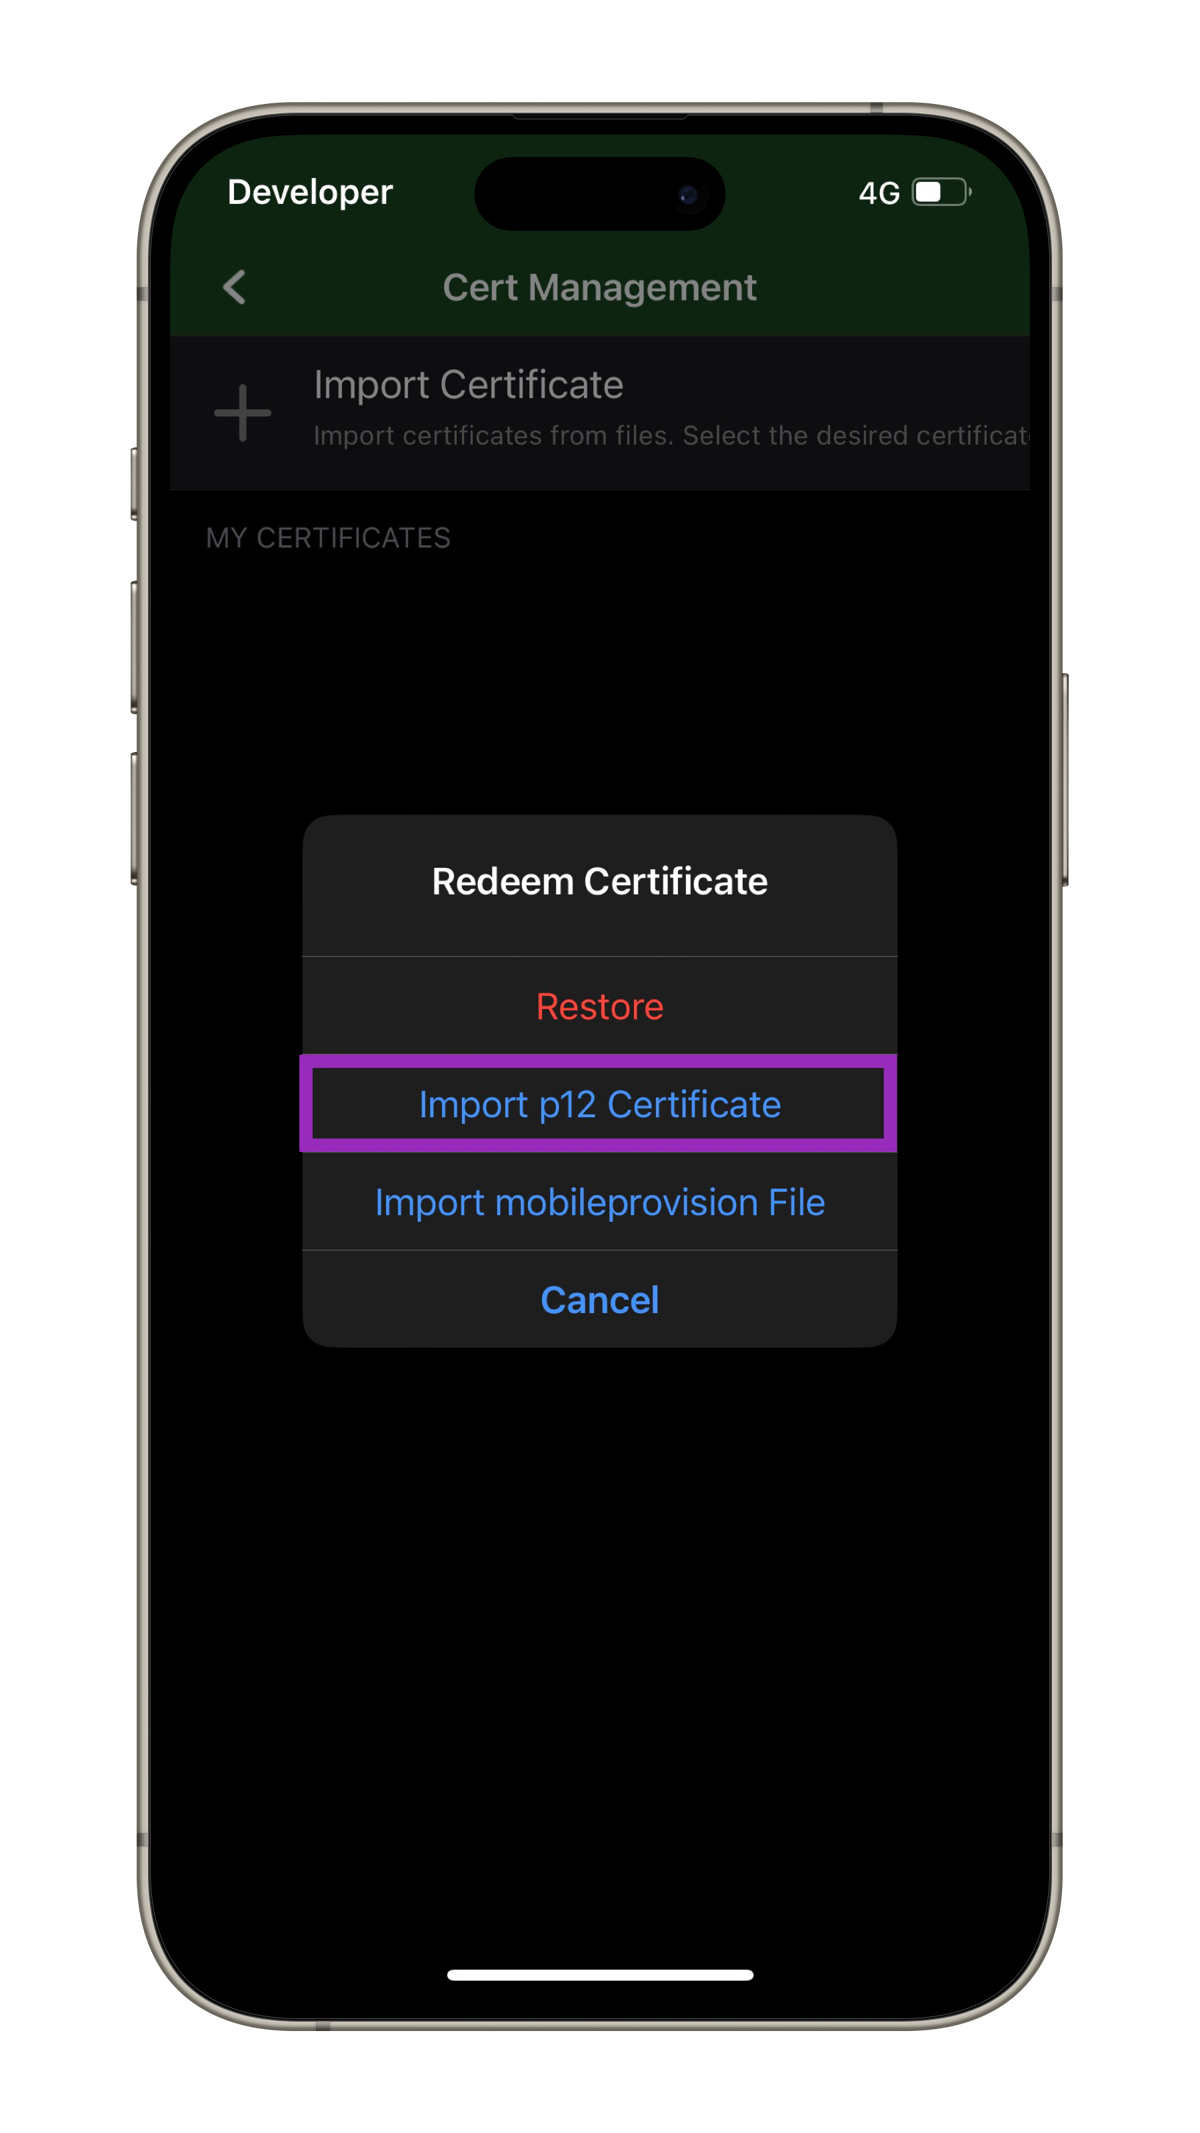 Developer
4G
Cert Management
Import Certificate
Import certificates from files. Select the desired certificat
MY CERTIFICATES
Redeem Certificate
Restore
Import p12 Certificate
Import mobileprovision File
Cancel